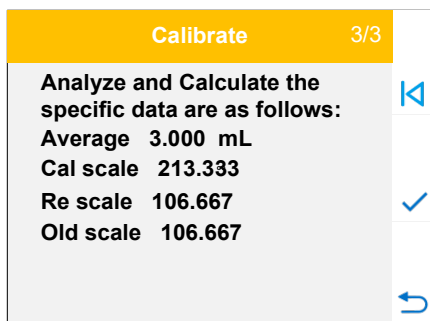 Calibrate 3/3
Analyze and Calculate the
specific data are as follows:
Average 3.000 mL
Cal scale 213.333
Re scale 106.667
Old scale 106.667